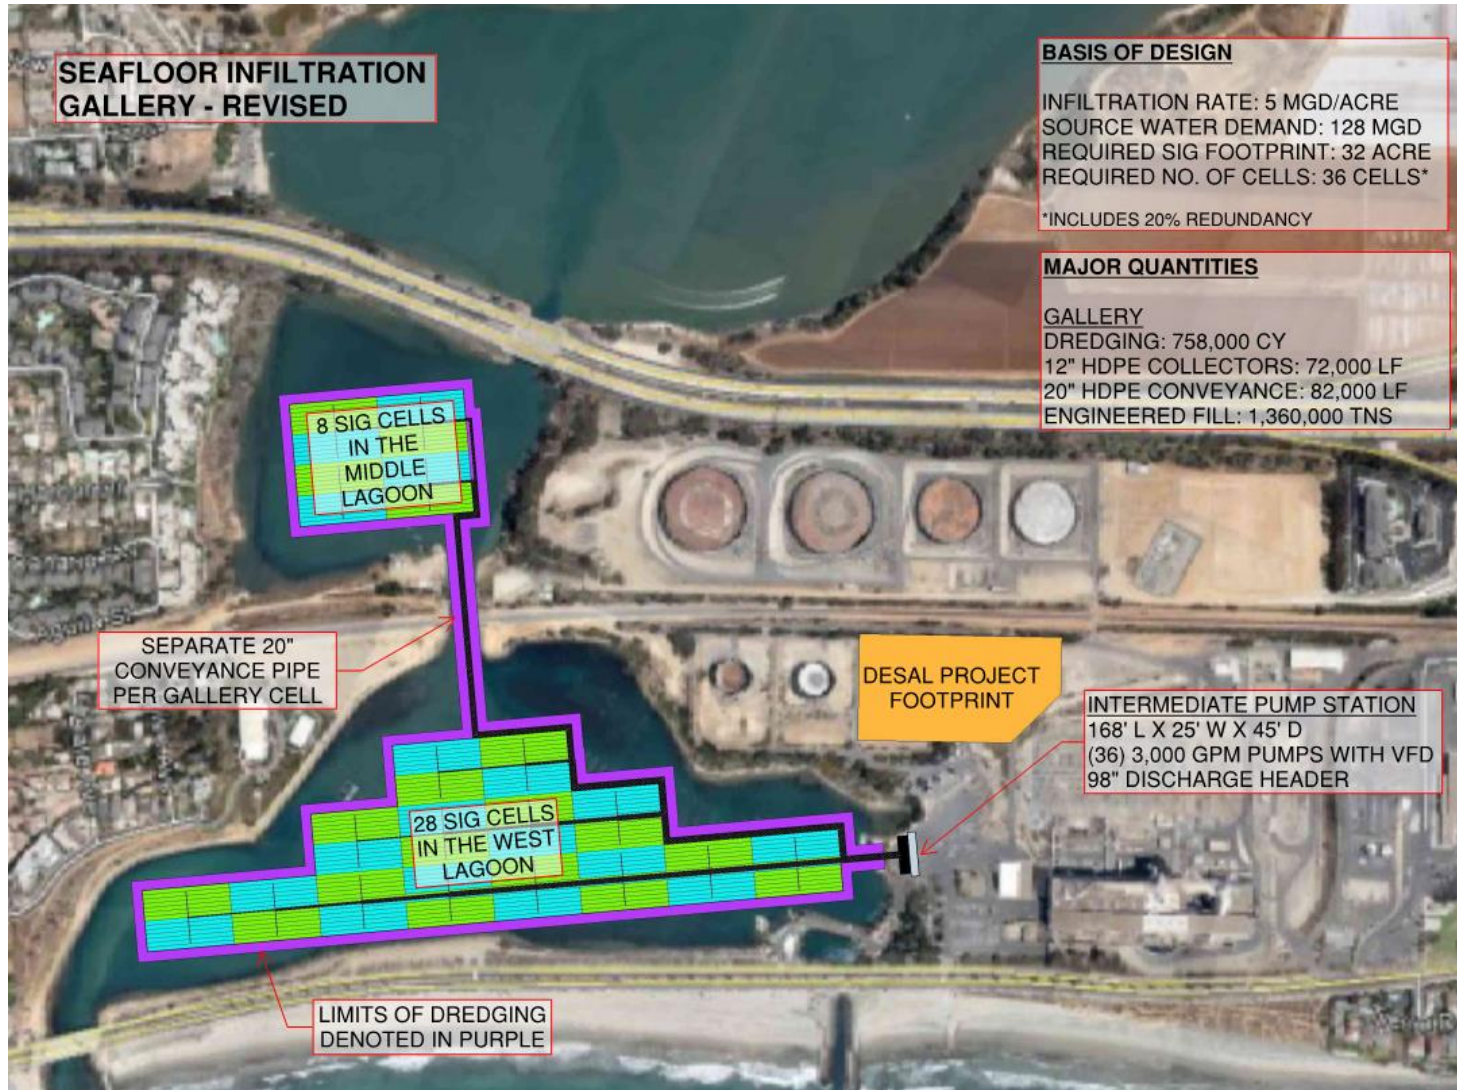 SEAFLOOR INFILTRATION
GALLERY - REVISED
BASIS OF DESIGN
INFILTRATION RATE: 5 MGD/ACRE
SOURCE WATER DEMAND: 128 MGD
REQUIRED SIG FOOTPRINT: 32 ACRE
REQUIRED NO. OF CELLS: 36 CELLS*
*INCLUDES 20% REDUNDANCY
MAJOR QUANTITIES
GALLERY
DREDGING: 758,000 CY
12" HDPE COLLECTORS: 72,000 LF
20" HDPE CONVEYANCE: 82,000 LF
ENGINEERED FILL: 1,360,000 TNS
8 SIG CELLS
IN THE
MIDDLE
LAGOON
SEPARATE 20"
CONVEYANCE PIPE
PER GALLERY CELL
DESAL PROJECT
FOOTPRINT
INTERMEDIATE PUMP STATION
168' L X 25' W X 45' D
(36) 3,000 GPM PUMPS WITH VFD
98" DISCHARGE HEADER
28 SIG CELLS
IN THE WEST
LAGOON
LIMITS OF DREDGING
DENOTED IN PURPLE